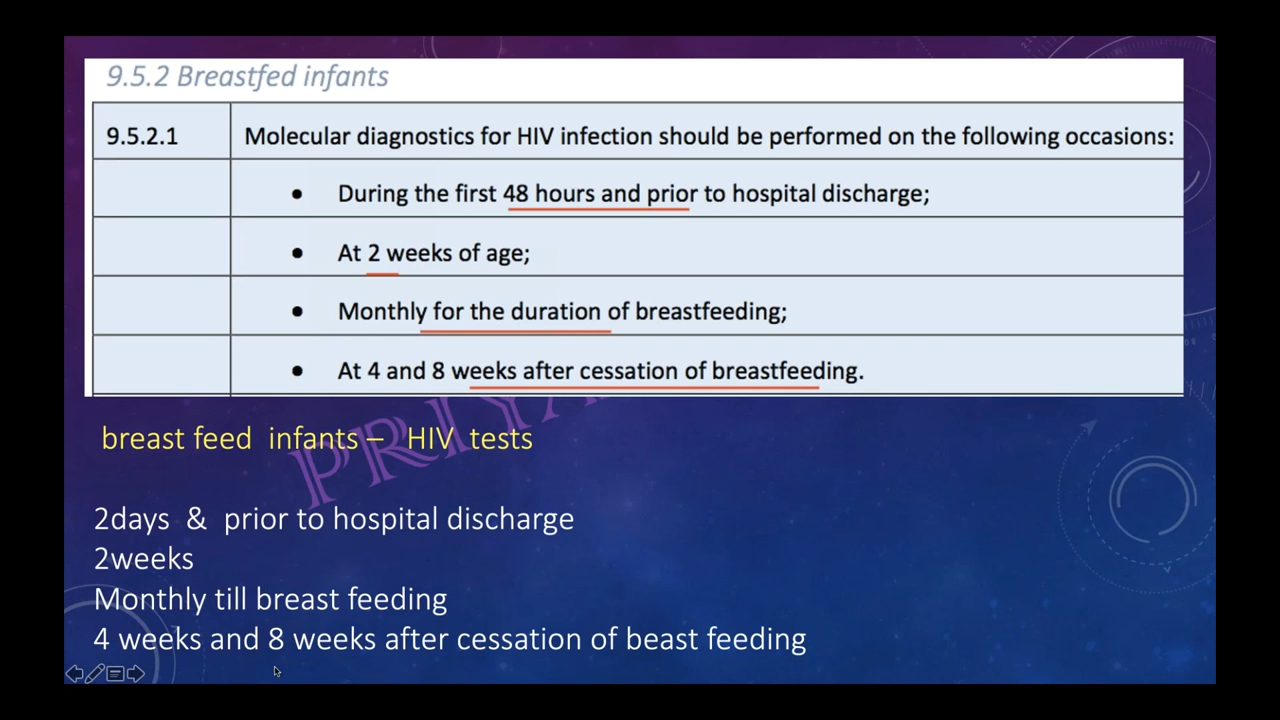 9.5.2 Breastfed infants
9.5.2.1 Molecular diagnostics for HIV infection should be performed on the following occasions:
• During the first 48 hours and prior to hospital discharge;
• At 2 weeks of age;
• Monthly for the duration of breastfeeding;
• At 4 and 8 weeks after cessation of breastfeeding.
breast feed infants – HIV tests
2days & prior to hospital discharge
2weeks
Monthly till breast feeding
4 weeks and 8 weeks after cessation of beast feeding